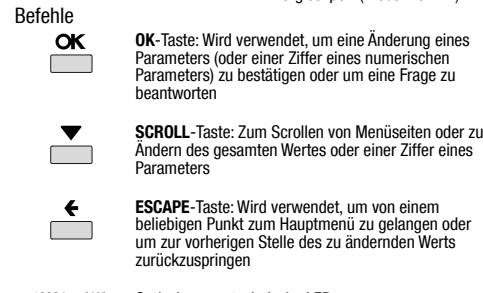 Befehle
OK
OK-Taste: Wird verwendet, um eine Änderung eines
Parameters (oder einer Ziffer eines numerischen
Parameters) zu bestätigen oder um eine Frage zu
beantworten
SCROLL-Taste: Zum Scrollen von Menüseiten oder zu
Ändern des gesamten Wertes oder einer Ziffer eines
Parameters
ESCAPE-Taste: Wird verwendet, um von einem
beliebigen Punkt zum Hauptmenü zu gelangen oder
um zur vorherigen Stelle des zu ändernden Werts
zurückzuspringen